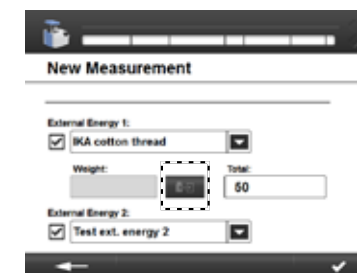 New Measurement
External Energy 1:
IKA cotton thread
Weight: Total:
50
External Energy 2:
Test ext. energy 2